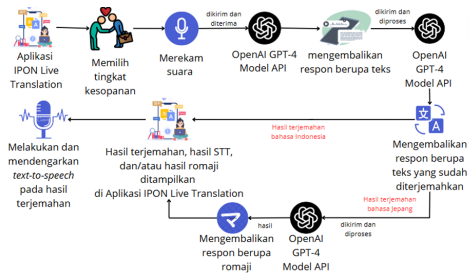 Aplikasi
IPON Live
Translation
Memilih
tingkat
kesopanan
Merekam
suara
dikirim dan
diterima
OpenAI GPT-4
Model API
mengembalikan
respon berupa teks
dikirim dan
diproses
OpenAI
GPT-4
Model API
Mengembalikan
respon berupa
teks yang sudah
diterjemahkan
Hasil terjemahan
bahasa Indonesia
Hasil terjemahan
bahasa Jepang
dikirim dan
diproses
OpenAI
GPT-4
Model API
hasil
Mengembalikan
respon berupa
romaji
Hasil terjemahan, hasil STT,
dan/atau hasil romaji
ditampilkan
di Aplikasi IPON Live Translation
Melakukan dan
mendengarkan
text-to-speech
pada hasil
terjemahan